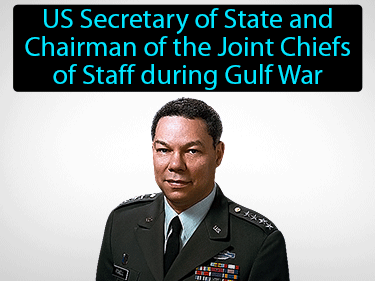 US Secretary of State and
Chairman of the Joint Chiefs
of Staff during Gulf War